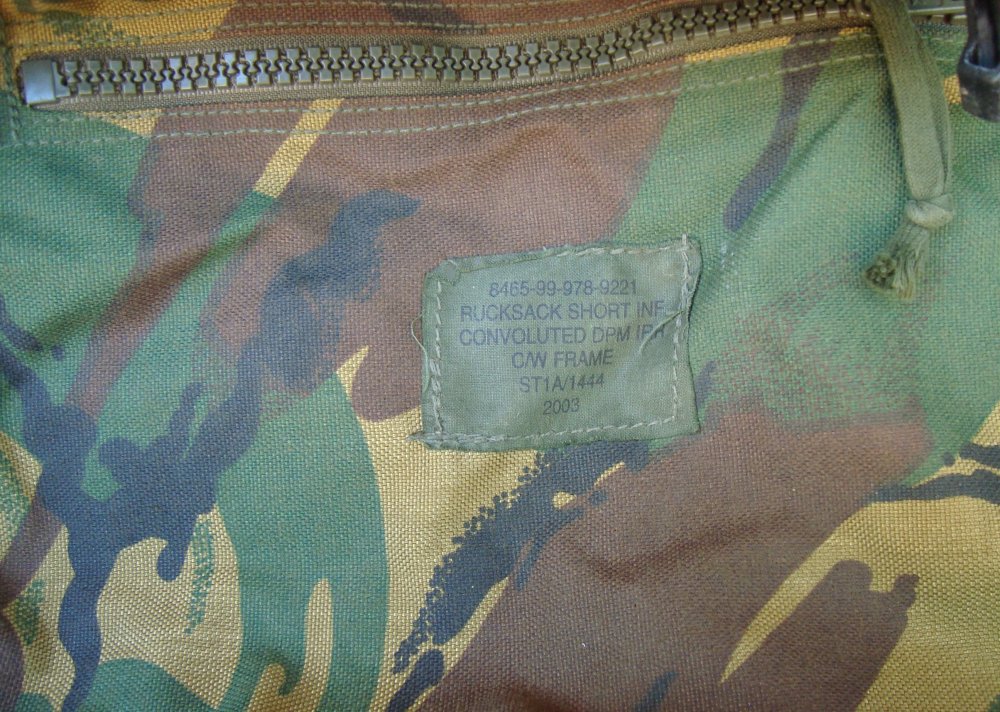 8465-99-978-9221
RUCKSACK SHORT INF
CONVOLUTED DPM IRR
C/W FRAME
ST1A/1444
2003